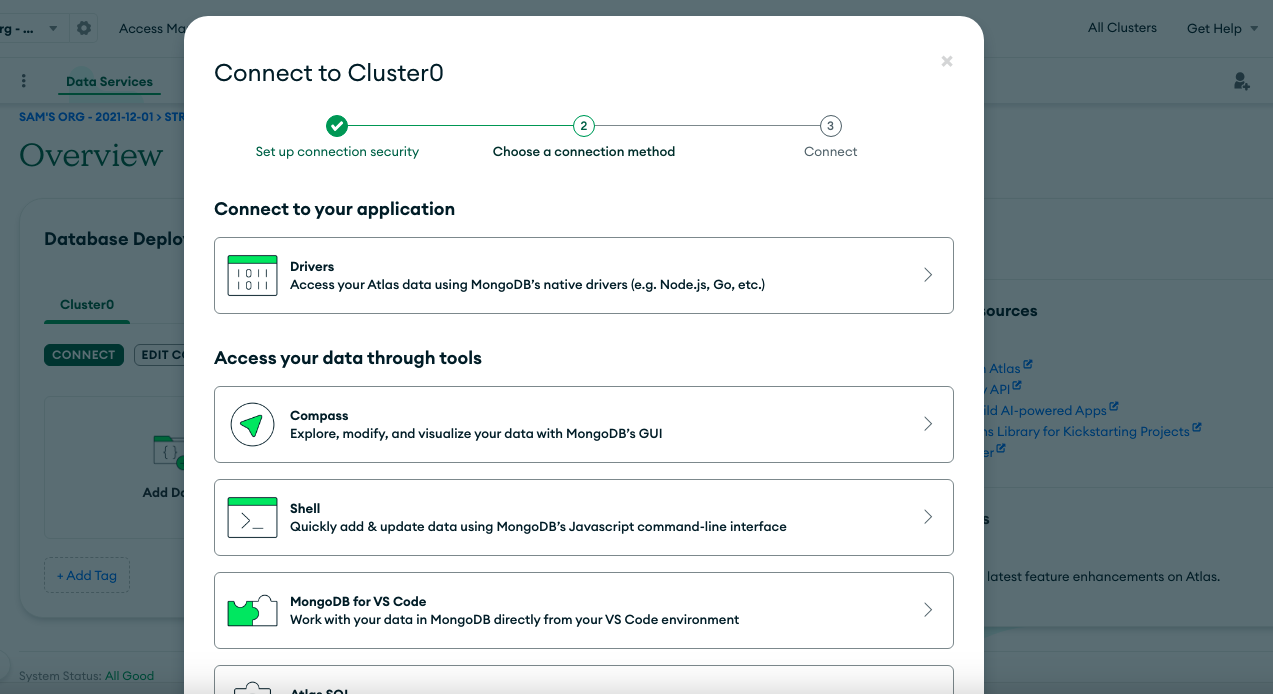 rg - ...
Access Ma
All Clusters
Get Help
Data Services
SAM'S ORG - 2021-12-01 > STR
Overview
Database Deplo
Cluster0
CONNECT
EDIT CO
Add Da
+ Add Tag
System Status: All Good
Connect to Cluster0
2
3
Set up connection security
Choose a connection method
Connect
Connect to your application
1011
1011
Drivers
Access your Atlas data using MongoDB's native drivers (e.g. Node.js, Go, etc.)
Access your data through tools
Compass
Explore, modify, and visualize your data with MongoDB's GUI
Shell
Quickly add & update data using MongoDB's Javascript command-line interface
MongoDB for VS Code
Work with your data in MongoDB directly from your VS Code environment
Atlas SQL
ources
Atlas
API
ild AI-powered Apps
ns Library for Kickstarting Projects
er
s
latest feature enhancements on Atlas.